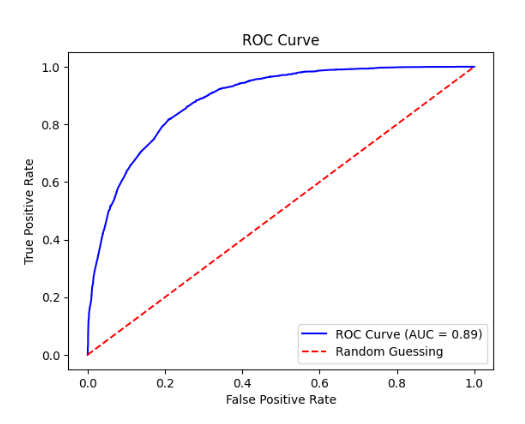 ROC Curve
1.0
0.8
0.6
0.4
0.2
0.0
True Positive Rate
ROC Curve (AUC = 0.89)
Random Guessing
0.0 0.2 0.4 0.6 0.8 1.0
False Positive Rate